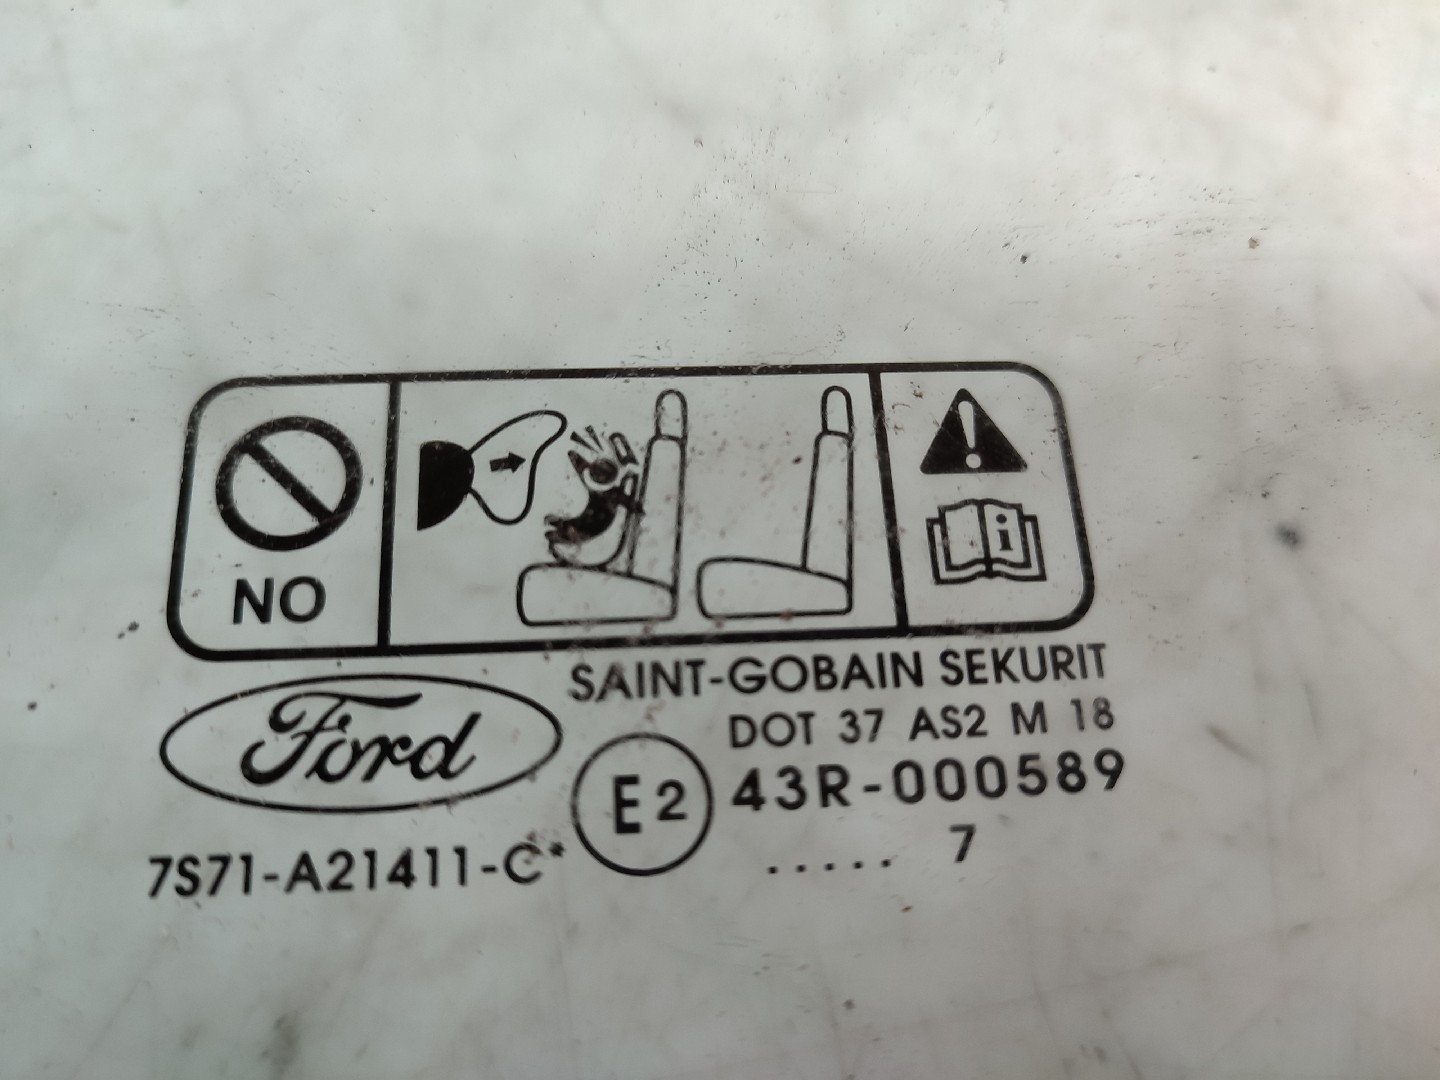 NO
i
Ford
SAINT-GOBAIN SEKURIT
DOT 37 AS2 M 18
E2
43R-000589
7S71-A21411-C*
..... 7